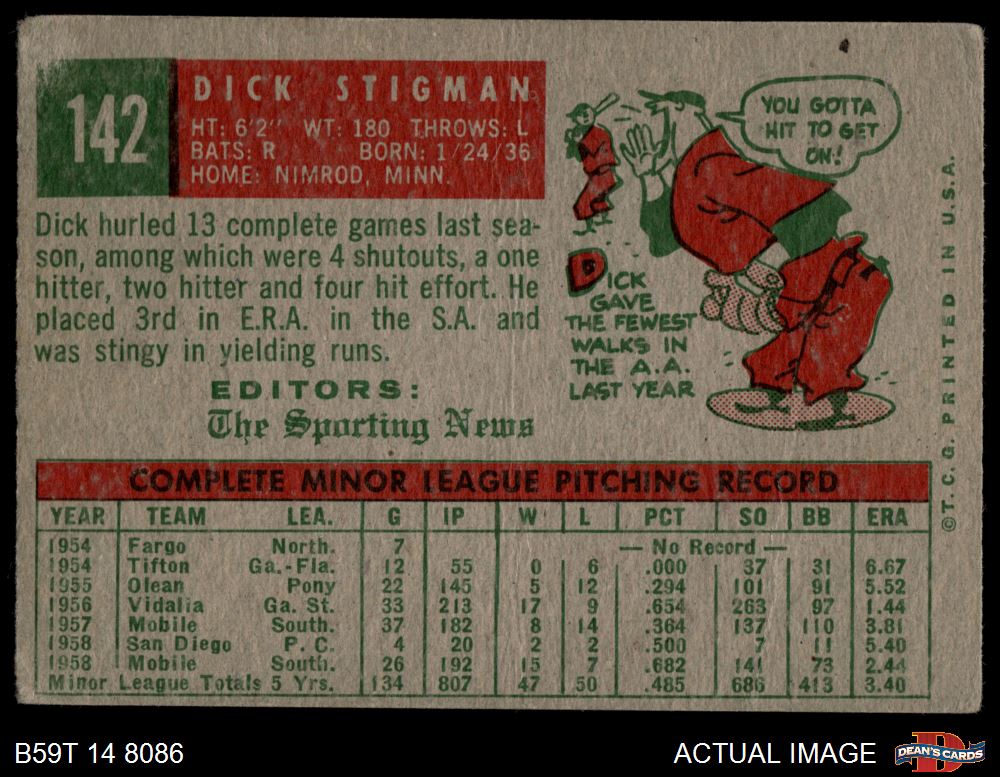 142
DICK STIGMAN
HT: 6'2" WT: 180 THROWS: L
BATS: R BORN: 1/24/36
HOME: NIMROD, MINN.
Dick hurled 13 complete games last sea-
son, among which were 4 shutouts, a one
hitter, two hitter and four hit effort. He
placed 3rd in E.R.A. in the S.A. and
was stingy in yielding runs.
EDITORS:
The Sporting News
YOU GOTTA
HIT TO GET
ON!
DICK
GAVE
THE FEWEST
WALKS IN
THE A.A.
LAST YEAR
©T.C.G. PRINTED IN U.S.A.
COMPLETE MINOR LEAGUE PITCHING RECORD
YEAR TEAM LEA. G IP W L PCT SO BB ERA
1954 Fargo North. 7 — No Record —
1954 Tifton Ga.-Fla. 12 55 0 6 .000 37 31 6.67
1955 Olean Pony 22 145 5 12 .294 101 91 5.52
1956 Vidalia Ga. St. 33 213 17 9 .654 263 97 1.44
1957 Mobile South. 37 182 8 14 .364 137 110 3.81
1958 San Diego P. C. 4 20 2 2 .500 7 11 5.40
1958 Mobile South. 26 192 15 7 .682 141 73 2.44
Minor League Totals 5 Yrs. 134 807 47 50 .485 686 413 3.40
B59T 14 8086
ACTUAL IMAGE
DEAN'S CARDS